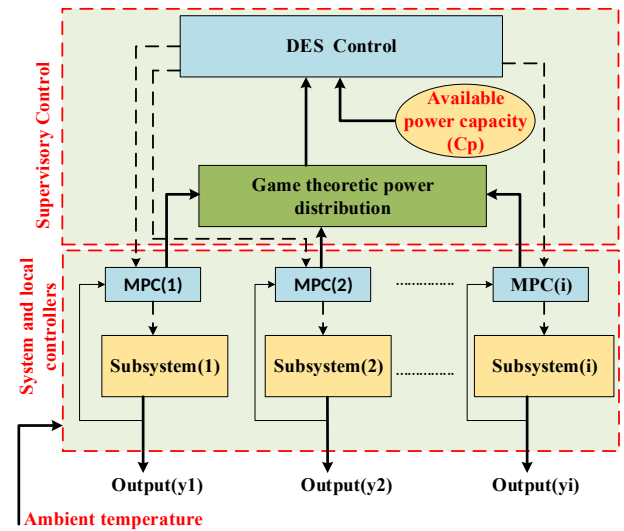 DES Control
Available
power capacity
(Cp)
Supervisory Control
Game theoretic power
distribution
System and local
controllers
MPC(1)
MPC(2)
................
MPC(i)
Subsystem(1)
Subsystem(2)
................
Subsystem(i)
Output(y1)
Output(y2)
Output(yi)
Ambient temperature